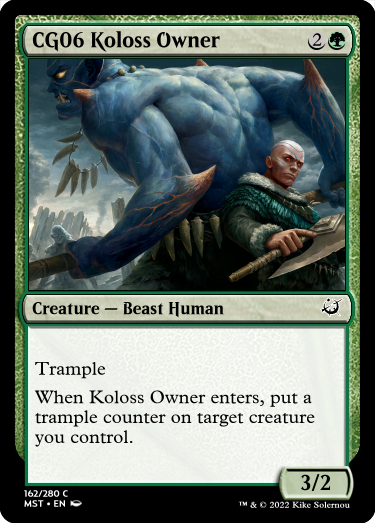 CG06 Koloss Owner 2
Creature — Beast Human
Trample
When Koloss Owner enters, put a
trample counter on target creature
you control.
3/2
162/280 C
MST • EN
™ & © 2022 Kike Solernou